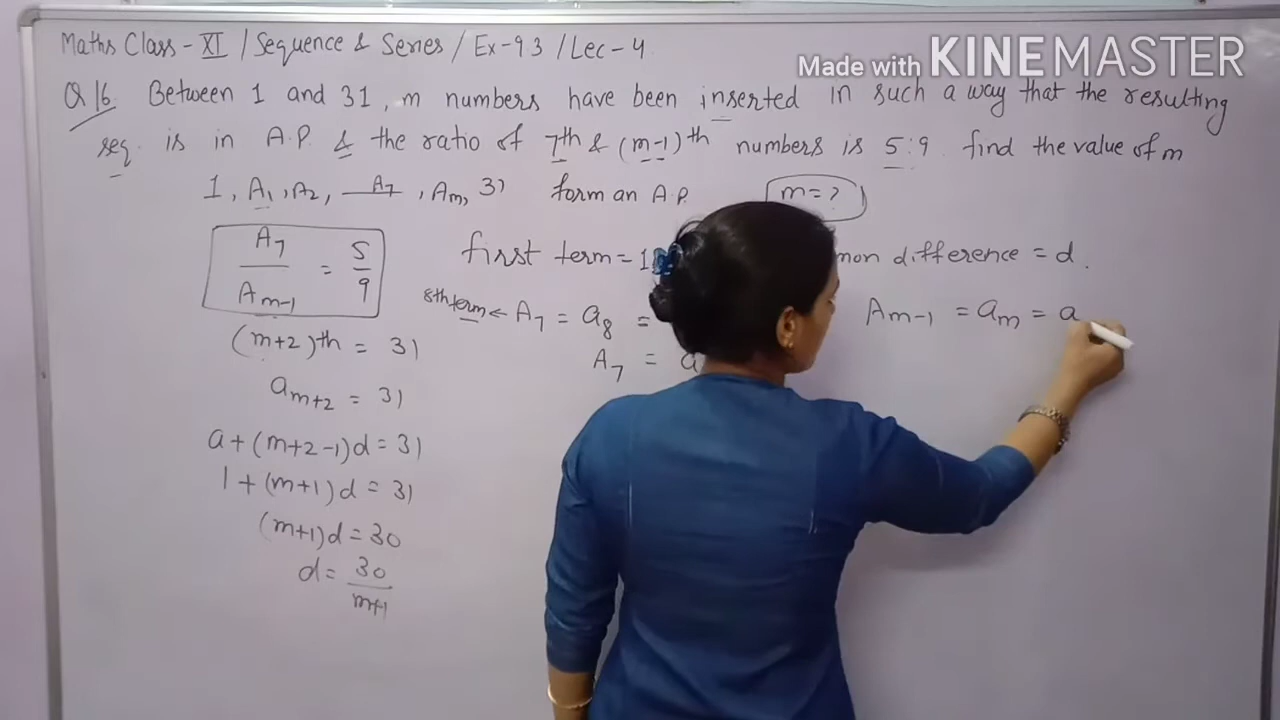 Maths Class - XI / Sequence & Series / Ex-9.3 / Lec-4
Made with KINEMASTER
Q 16. Between 1 and 31, m numbers have been inserted in such a way that the resulting
seq. is in A.P. & the ratio of 7th & (m-1)th numbers is 5:9. find the value of m
1, A1, A2, — A7, Am, 31 form an A.P. m = ?
A7 / Am-1 = 5/9
first term = 1 mon difference = d.
8th term ← A7 = a8 =
Am-1 = am = a
(m+2)th = 31
A7 = a
am+2 = 31
a + (m+2-1)d = 31
1 + (m+1)d = 31
(m+1)d = 30
d = 30/m+1